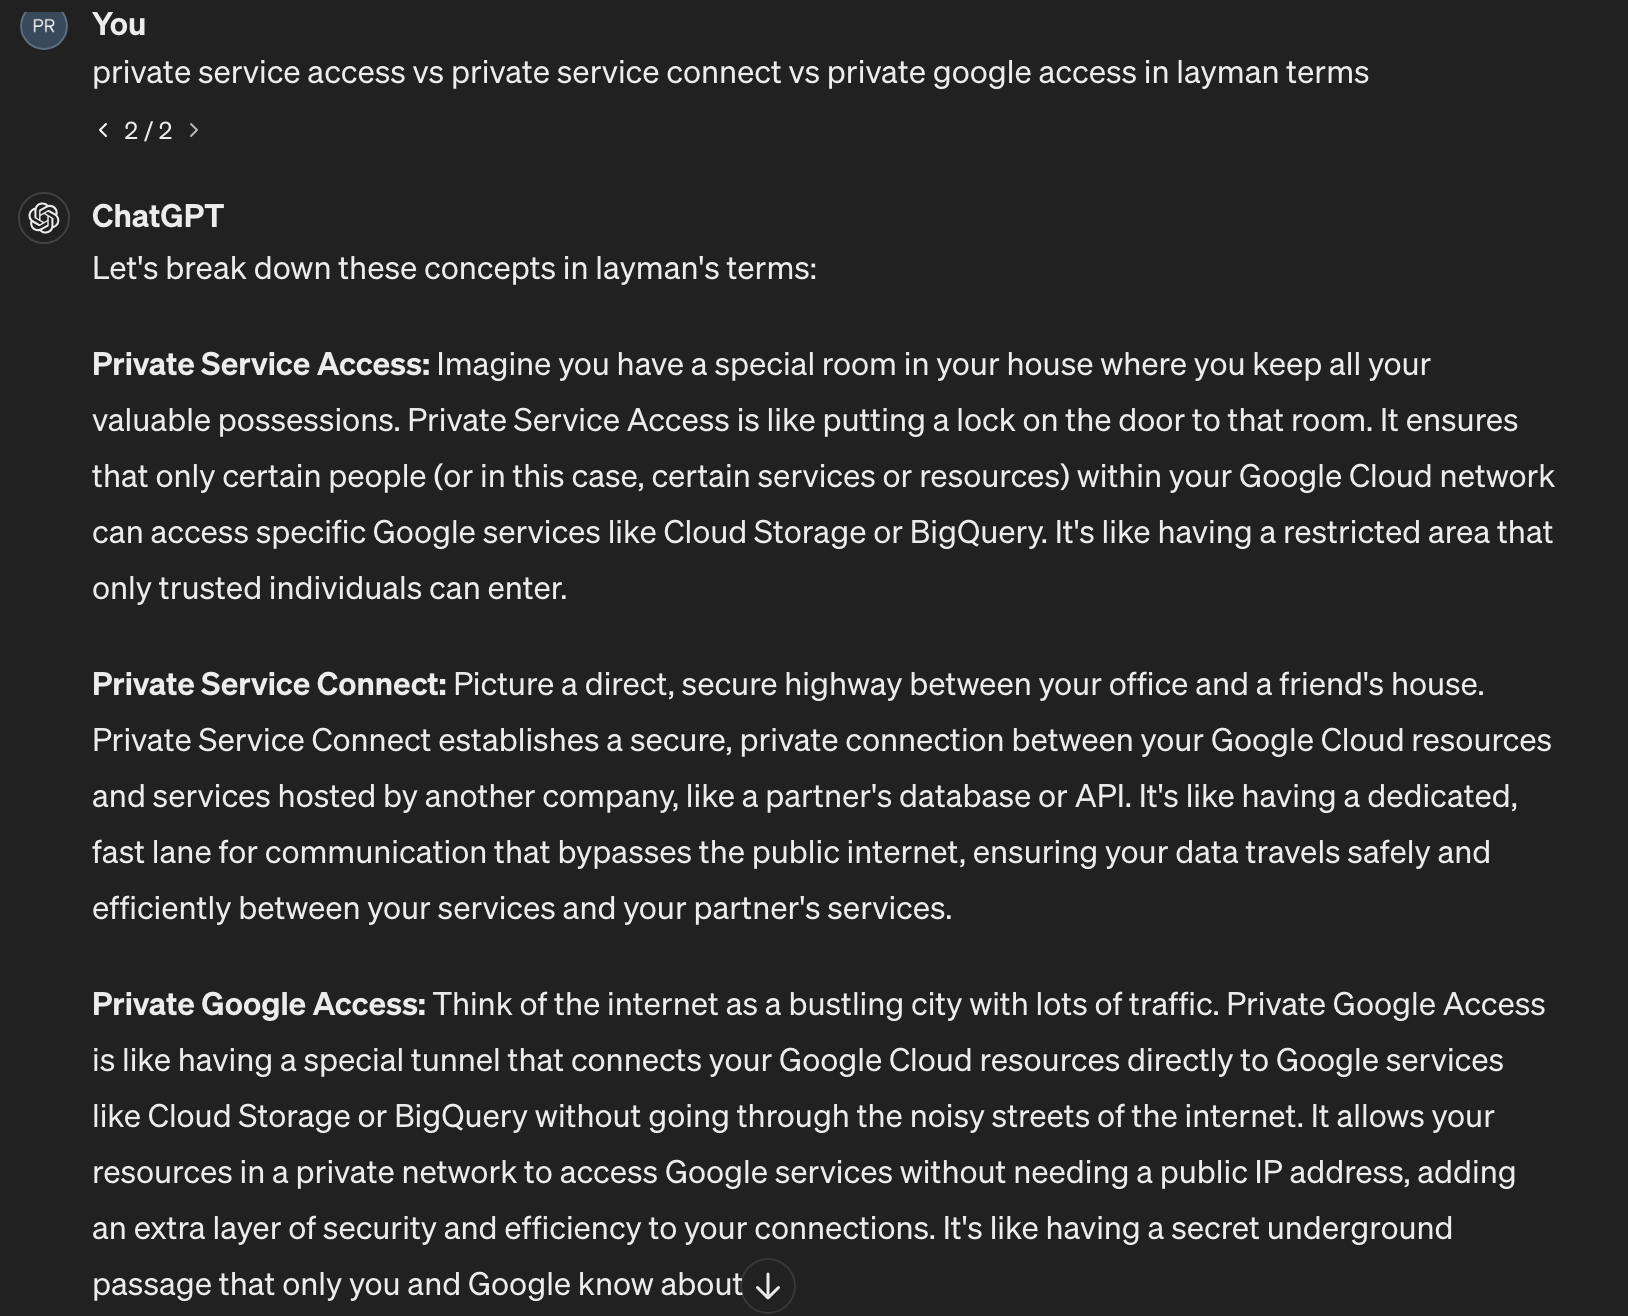 PR
You
private service access vs private service connect vs private google access in layman terms
2 / 2
ChatGPT
Let's break down these concepts in layman's terms:
Private Service Access: Imagine you have a special room in your house where you keep all your
valuable possessions. Private Service Access is like putting a lock on the door to that room. It ensures
that only certain people (or in this case, certain services or resources) within your Google Cloud network
can access specific Google services like Cloud Storage or BigQuery. It's like having a restricted area that
only trusted individuals can enter.
Private Service Connect: Picture a direct, secure highway between your office and a friend's house.
Private Service Connect establishes a secure, private connection between your Google Cloud resources
and services hosted by another company, like a partner's database or API. It's like having a dedicated,
fast lane for communication that bypasses the public internet, ensuring your data travels safely and
efficiently between your services and your partner's services.
Private Google Access: Think of the internet as a bustling city with lots of traffic. Private Google Access
is like having a special tunnel that connects your Google Cloud resources directly to Google services
like Cloud Storage or BigQuery without going through the noisy streets of the internet. It allows your
resources in a private network to access Google services without needing a public IP address, adding
an extra layer of security and efficiency to your connections. It's like having a secret underground
passage that only you and Google know about